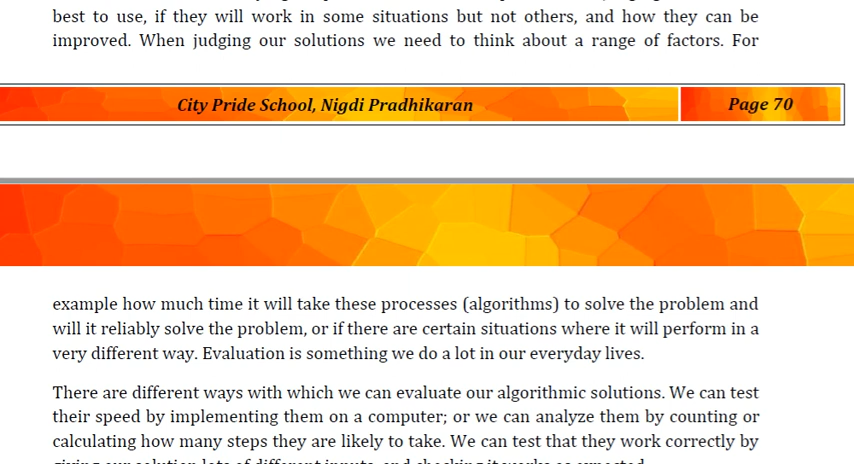 best to use, if they will work in some situations but not others, and how they can be
improved. When judging our solutions we need to think about a range of factors. For
City Pride School, Nigdi Pradhikaran
Page 70
example how much time it will take these processes (algorithms) to solve the problem and
will it reliably solve the problem, or if there are certain situations where it will perform in a
very different way. Evaluation is something we do a lot in our everyday lives.
There are different ways with which we can evaluate our algorithmic solutions. We can test
their speed by implementing them on a computer; or we can analyze them by counting or
calculating how many steps they are likely to take. We can test that they work correctly by